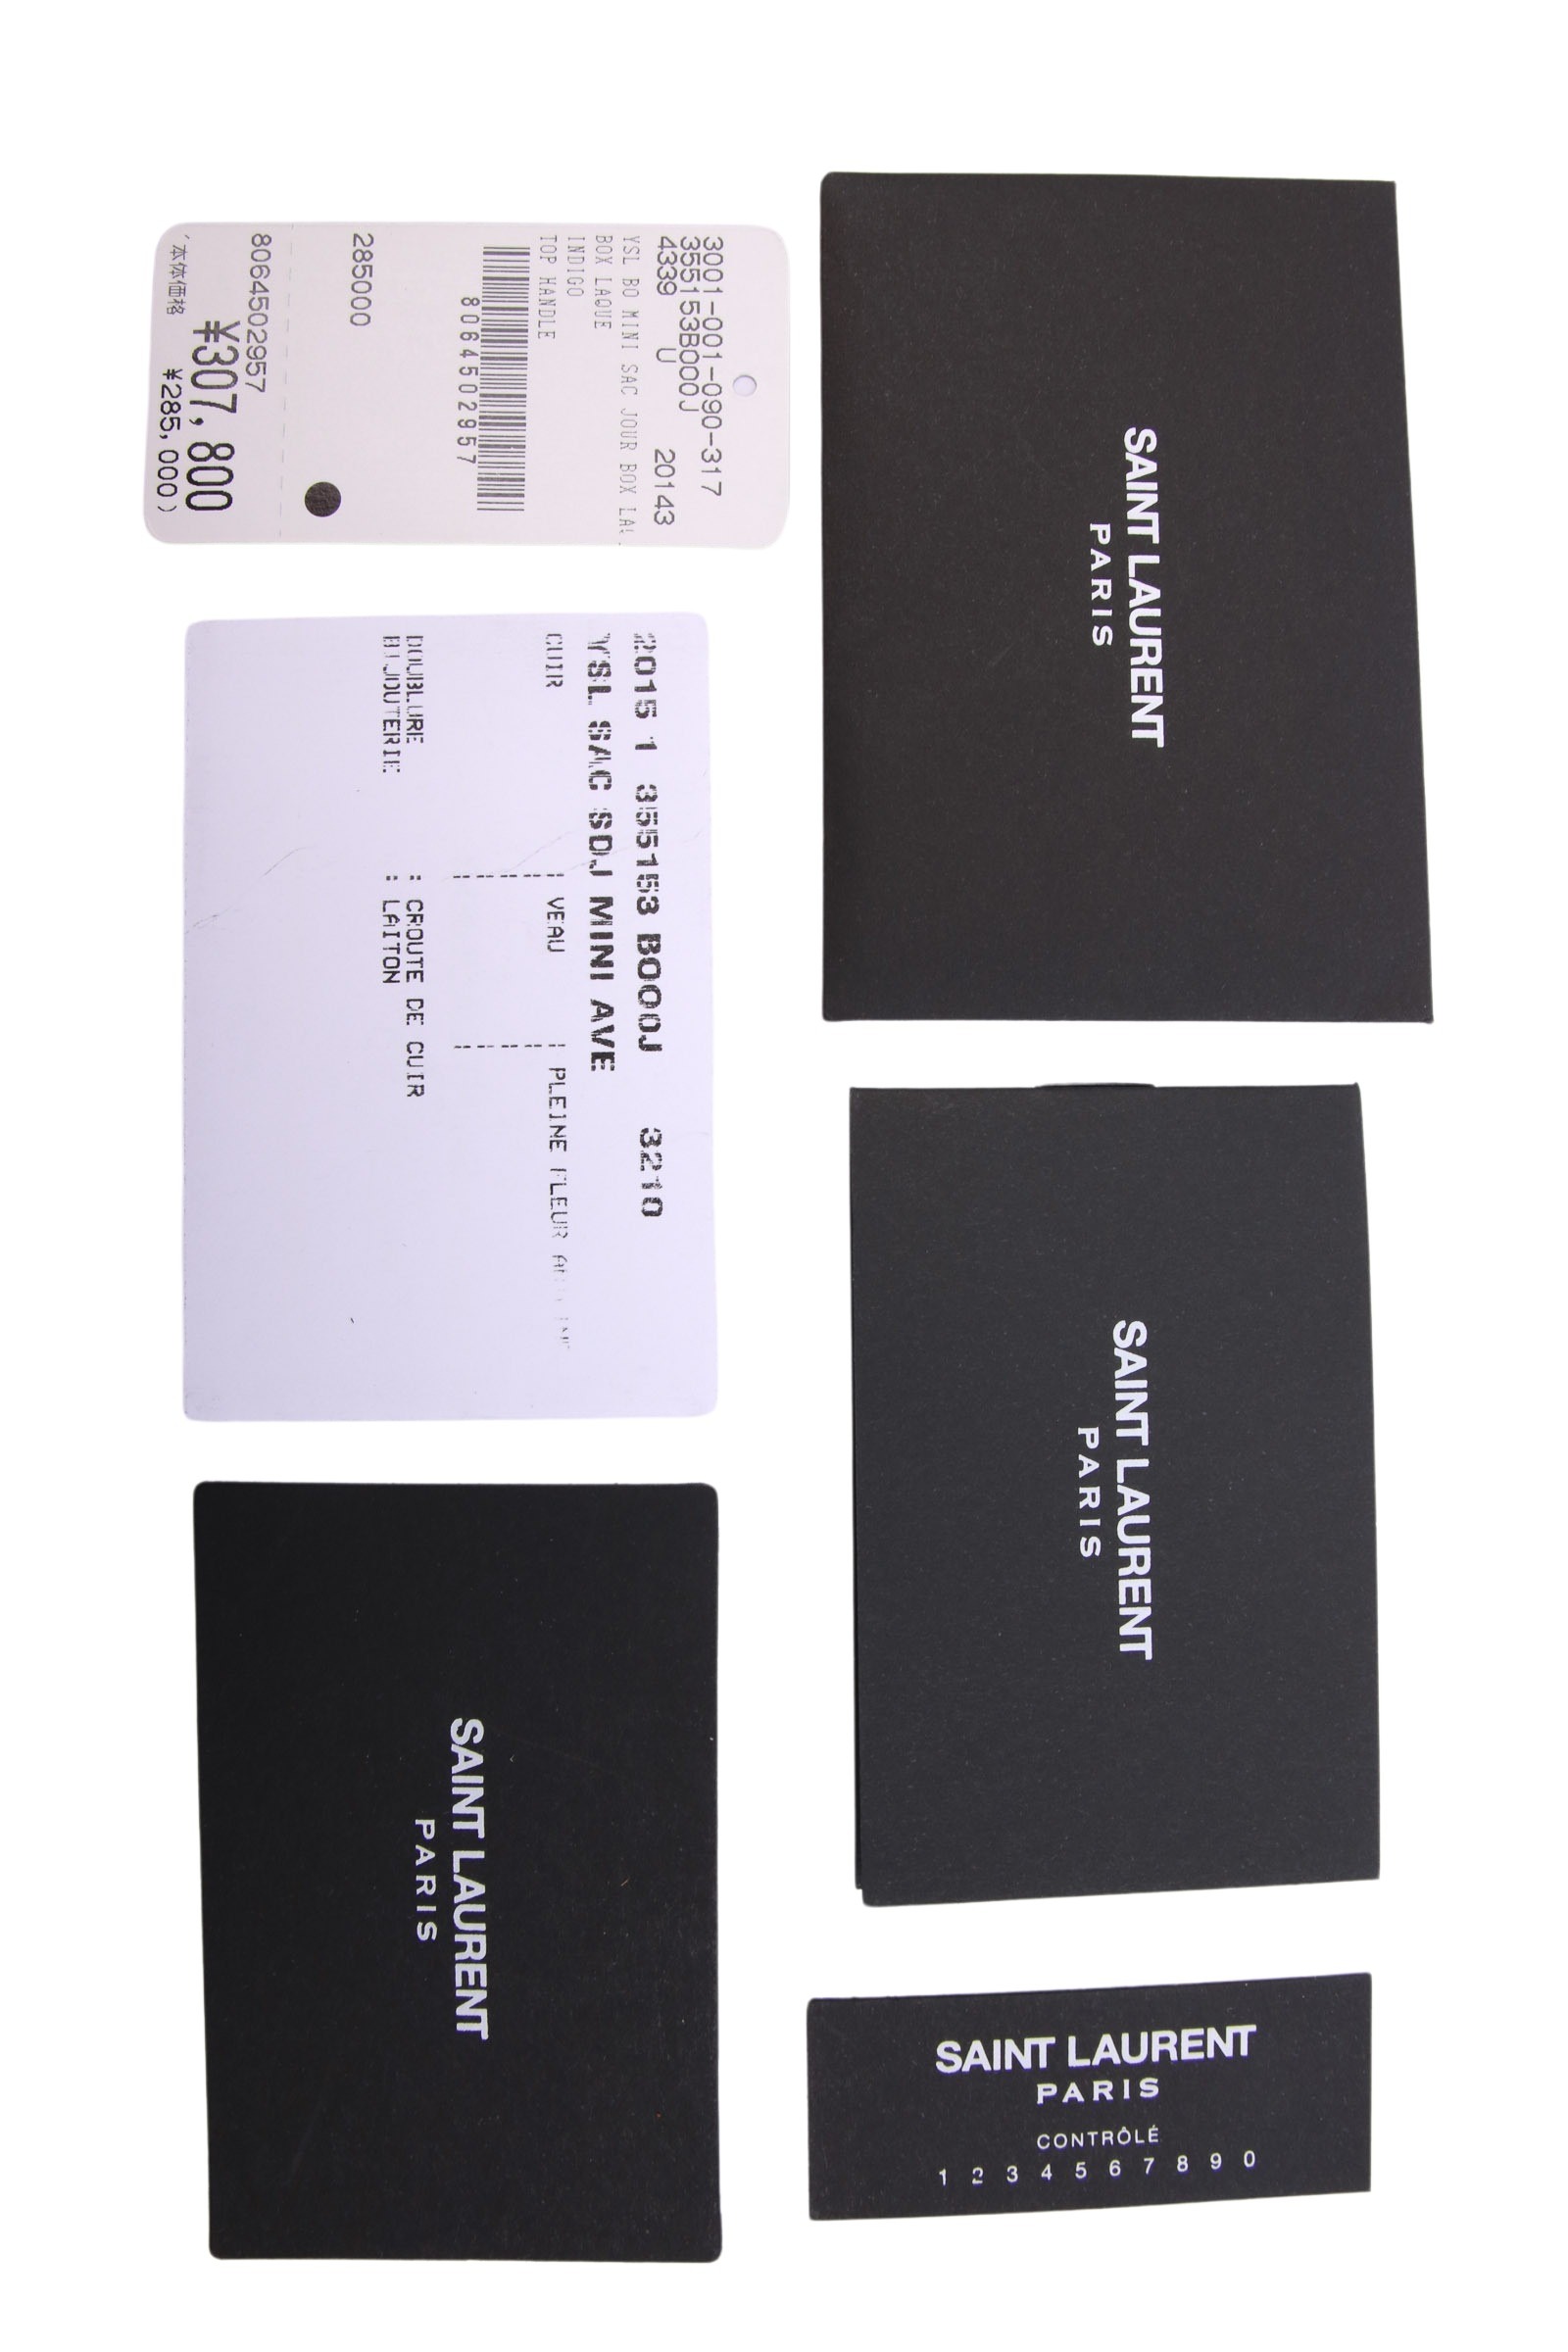 3001-001-090-317
355153B000J
4339 U 20143
YSL BO MINI SAC JOUR BOX
BOX LAQUE
INDIGO
TOP HANDLE
8064502957
285000
8064502957
¥307,800
本体価格 ¥285,000)
2015 1 355153 BOO0J 3210
YSL SAC SDJ MINI AVE
CUIR : VEAU : PLEINE FLEUR
DOUBLURE : CROUTE DE CUIR
BIJOUTERIE : LAITON
SAINT LAURENT
PARIS
SAINT LAURENT
PARIS
SAINT LAURENT
PARIS
SAINT LAURENT
PARIS
CONTRÔLÉ
1 2 3 4 5 6 7 8 9 0